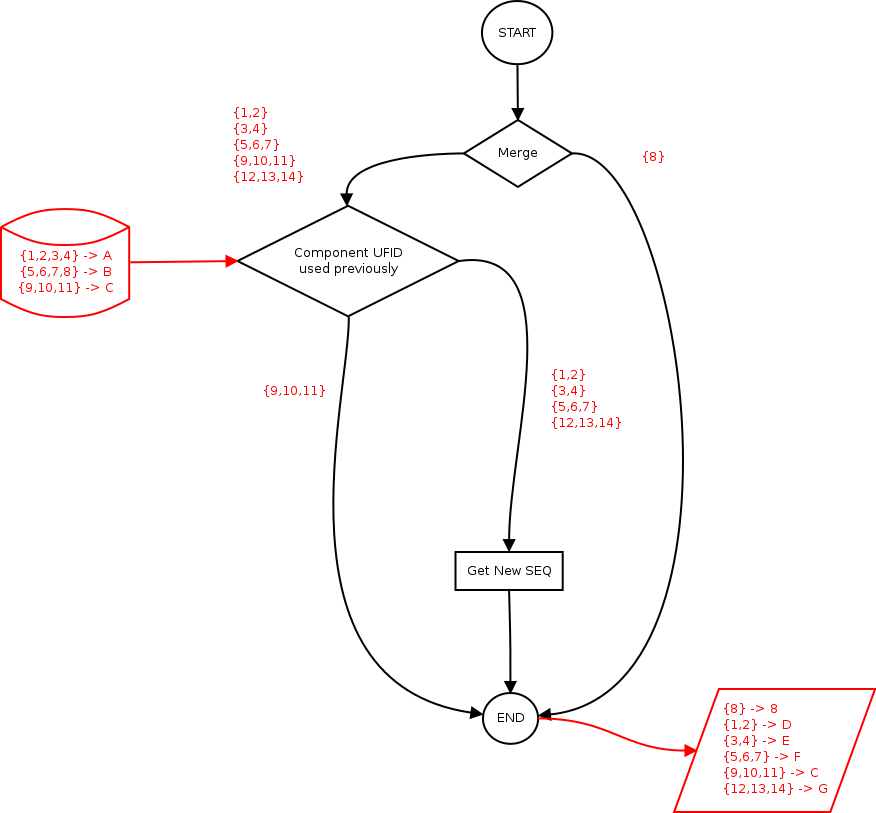 START
Merge
{1,2}
{3,4}
{5,6,7}
{9,10,11}
{12,13,14}
{8}
{1,2,3,4} -> A
{5,6,7,8} -> B
{9,10,11} -> C
Component UFID
used previously
{9,10,11}
{1,2}
{3,4}
{5,6,7}
{12,13,14}
Get New SEQ
END
{8} -> 8
{1,2} -> D
{3,4} -> E
{5,6,7} -> F
{9,10,11} -> C
{12,13,14} -> G